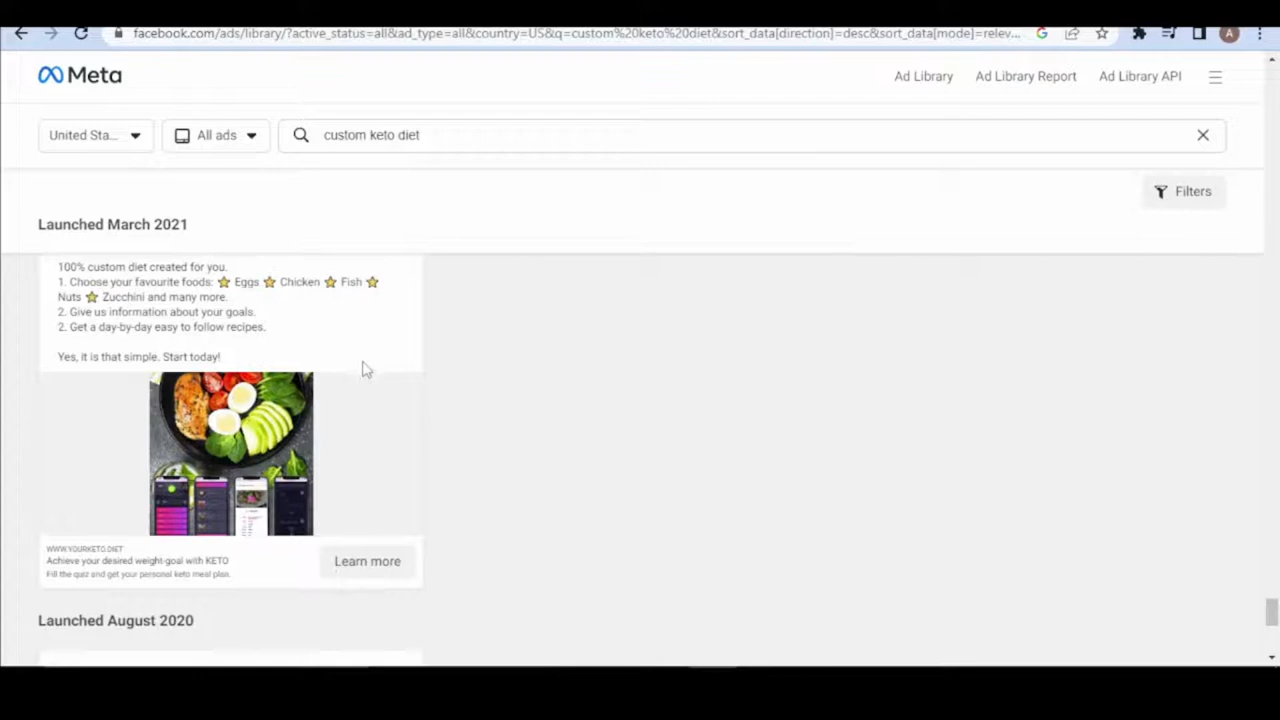 facebook.com/ads/library/?active_status=all&ad_type=all&country=US&q=custom%20keto%20diet&sort_data[direction]=desc&sort_data[mode]=relev...
A
Meta
Ad Library
Ad Library Report
Ad Library API
United Sta...
All ads
custom keto diet
Filters
Launched March 2021
100% custom diet created for you.
1. Choose your favourite foods: ⭐ Eggs ⭐ Chicken ⭐ Fish ⭐
Nuts ⭐ Zucchini and many more.
2. Give us information about your goals.
2. Get a day-by-day easy to follow recipes.
Yes, it is that simple. Start today!
WWW.YOURKETO.DIET
Achieve your desired weight-goal with KETO
Fill the quiz and get your personal keto meal plan.
Learn more
Launched August 2020